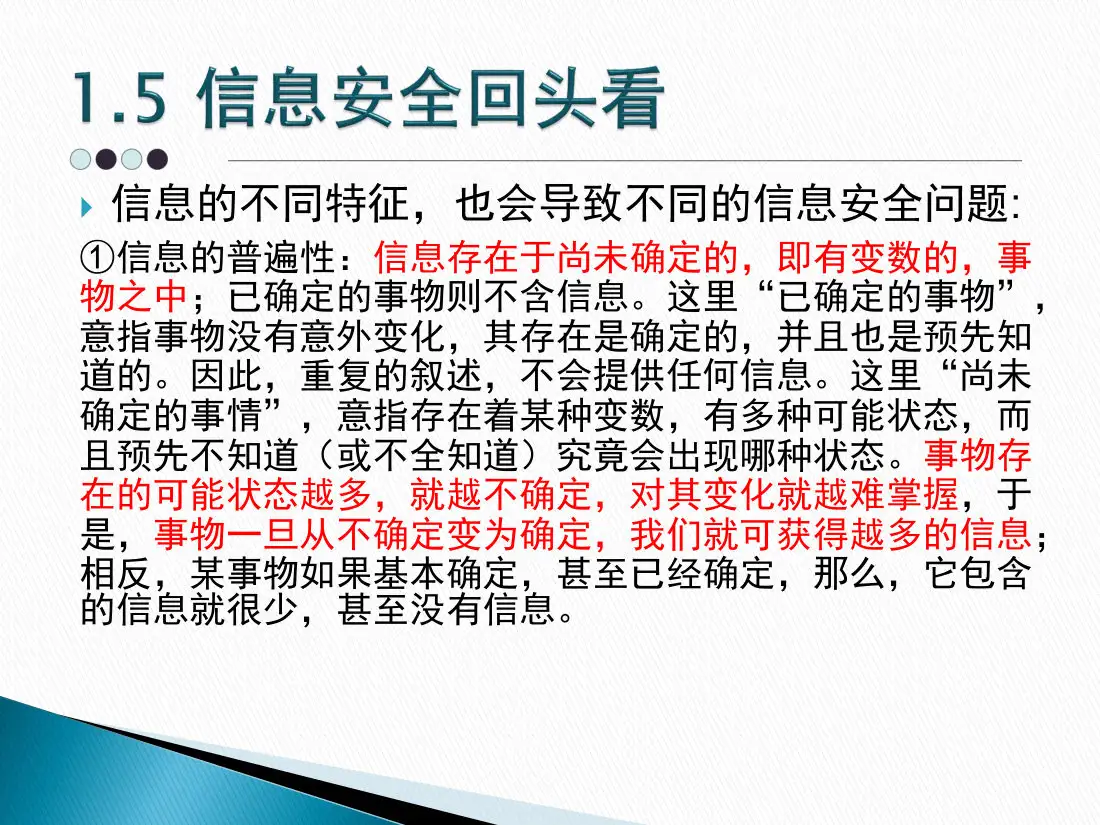 1.5 信息安全回头看
信息的不同特征，也会导致不同的信息安全问题:
①信息的普遍性：信息存在于尚未确定的，即有变数的，事
物之中；已确定的事物则不含信息。这里“已确定的事物”，
意指事物没有意外变化，其存在是确定的，并且也是预先知
道的。因此，重复的叙述，不会提供任何信息。这里“尚未
确定的事情”，意指存在着某种变数，有多种可能状态，而
且预先不知道（或不全知道）究竟会出现哪种状态。事物存
在的可能状态越多，就越不确定，对其变化就越难掌握，于
是，事物一旦从不确定变为确定，我们就可获得越多的信息；
相反，某事物如果基本确定，甚至已经确定，那么，它包含
的信息就很少，甚至没有信息。